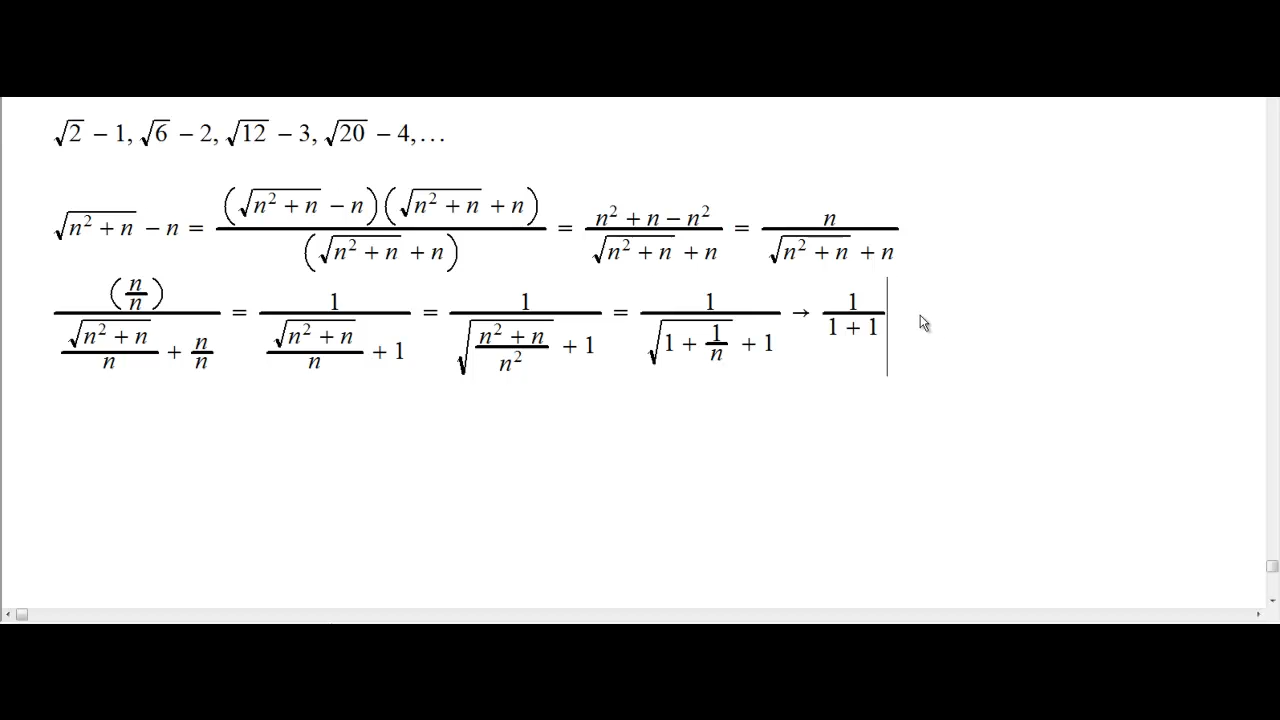 √2 − 1, √6 − 2, √12 − 3, √20 − 4,…
√(n² + n) − n = ((√(n² + n) − n)(√(n² + n) + n))/((√(n² + n) + n)) = (n² + n − n²)/(√(n² + n) + n) = n/(√(n² + n) + n)
(n/n)/(√(n² + n)/n + n/n) = 1/(√(n² + n)/n + 1) = 1/(√((n² + n)/n²) + 1) = 1/(√(1 + 1/n) + 1) → 1/(1 + 1)